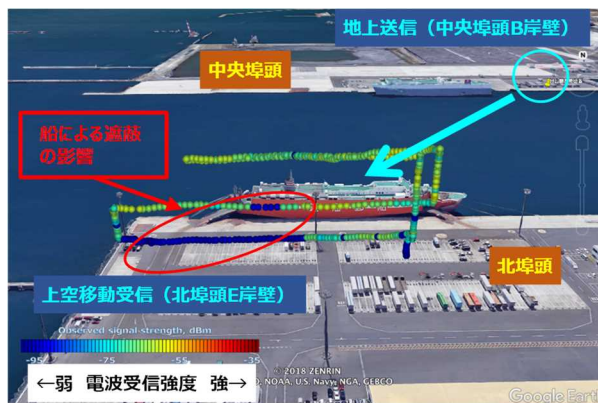 地上送信（中央埠頭B岸壁）
中央埠頭
N
船による遮蔽
の影響
北埠頭
上空移動受信（北埠頭E岸壁）
Observed signal strength, dBm
-95 -75 -55 -35
© 2018 ZENRIN
NOAA, U.S. Navy, NGA, GEBCO
←弱 電波受信強度 強→
Google Earth